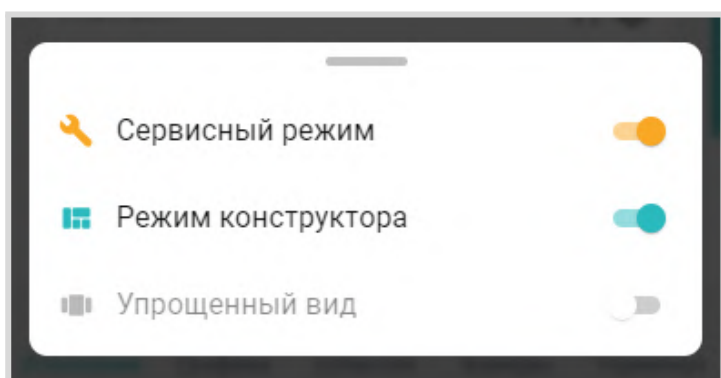 Сервисный режим
Режим конструктора
Упрощенный вид